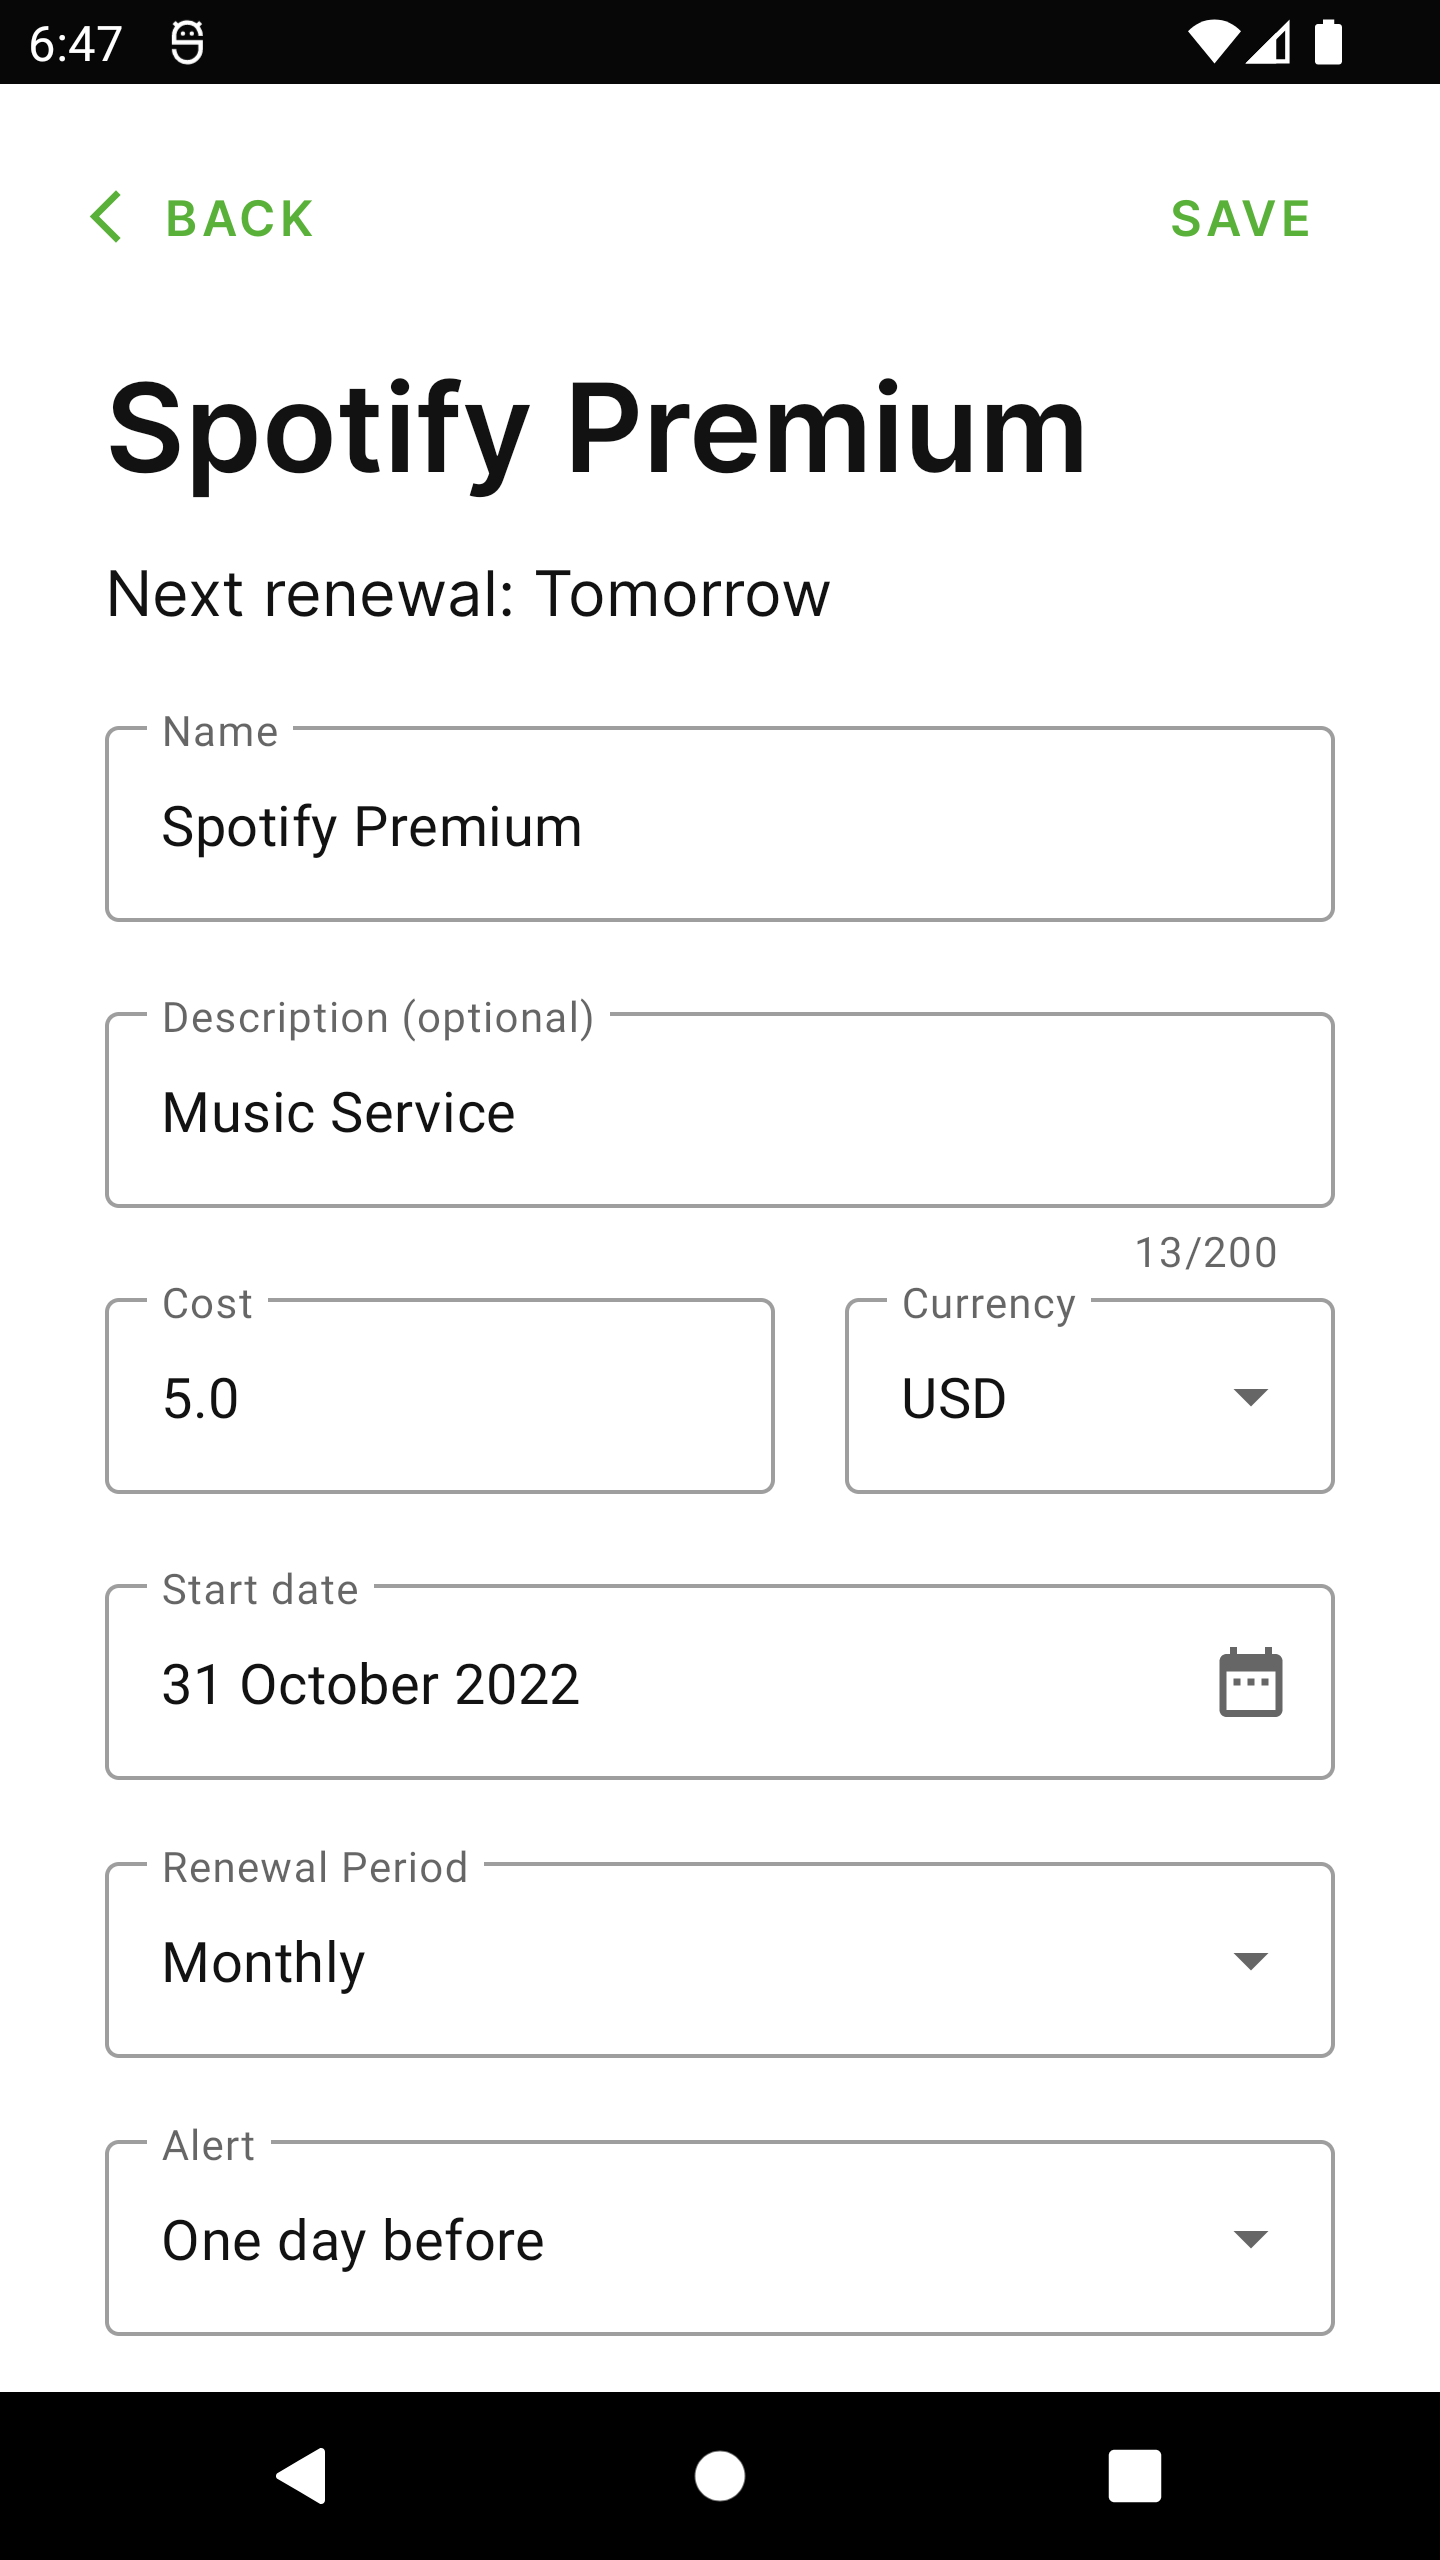 6:47
BACK SAVE
Spotify Premium
Next renewal: Tomorrow
Name
Spotify Premium
Description (optional)
Music Service
13/200
Cost Currency
5.0 USD
Start date
31 October 2022
Renewal Period
Monthly
Alert
One day before